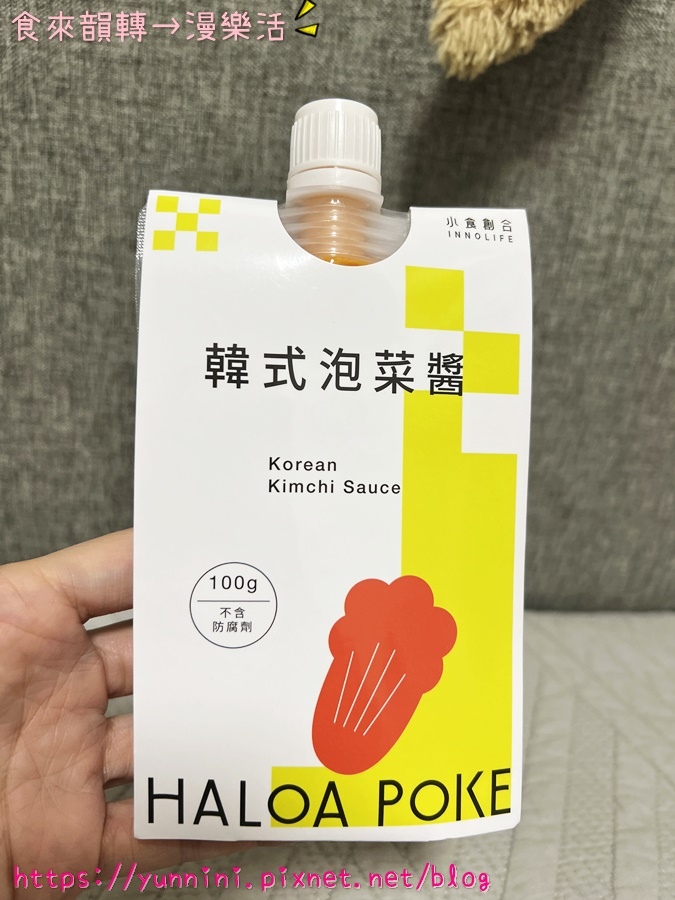 食來韻轉→漫樂活
小食創合
INNOLIFE
韓式泡菜醬
Korean
Kimchi Sauce
100g
不含
防腐劑
HALOA POKE
https://yunnini.pixnet.net/blog